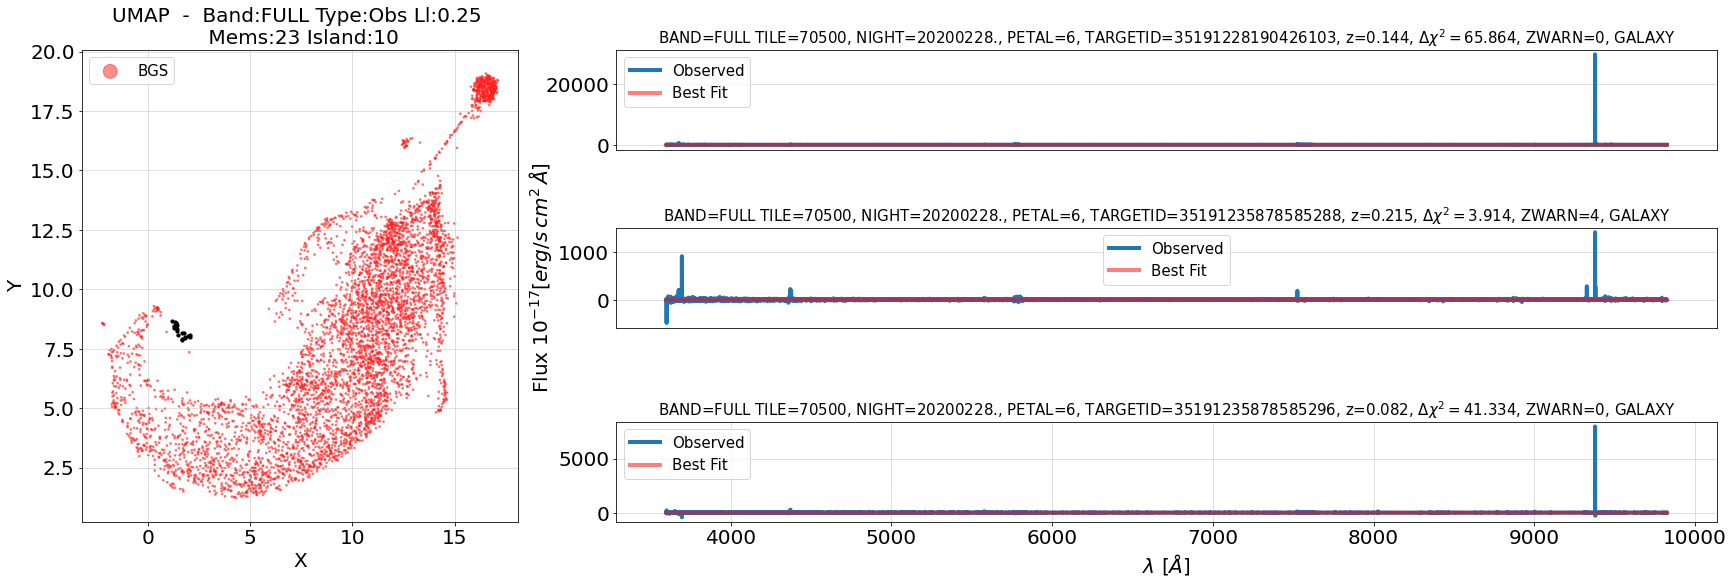 UMAP - Band:FULL Type:Obs Ll:0.25
Mems:23 Island:10
BGS
20.0
17.5
15.0
12.5
10.0
7.5
5.0
2.5
Y
0 5 10 15
X
Flux 10⁻¹⁷[erg/s cm² Å]
BAND=FULL TILE=70500, NIGHT=20200228., PETAL=6, TARGETID=35191228190426103, z=0.144, Δχ² = 65.864, ZWARN=0, GALAXY
Observed
Best Fit
20000
0
BAND=FULL TILE=70500, NIGHT=20200228., PETAL=6, TARGETID=35191235878585288, z=0.215, Δχ² = 3.914, ZWARN=4, GALAXY
Observed
Best Fit
1000
0
BAND=FULL TILE=70500, NIGHT=20200228., PETAL=6, TARGETID=35191235878585296, z=0.082, Δχ² = 41.334, ZWARN=0, GALAXY
Observed
Best Fit
5000
0
4000 5000 6000 7000 8000 9000 10000
λ [Å]